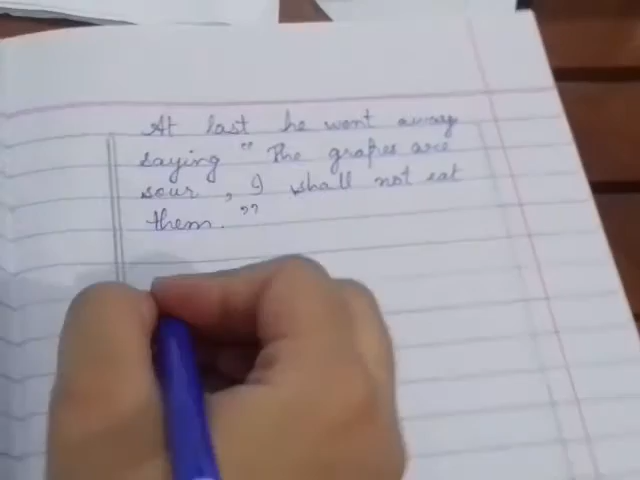 At last he went away
saying " The grapes are
sour , I shall not eat
them. "